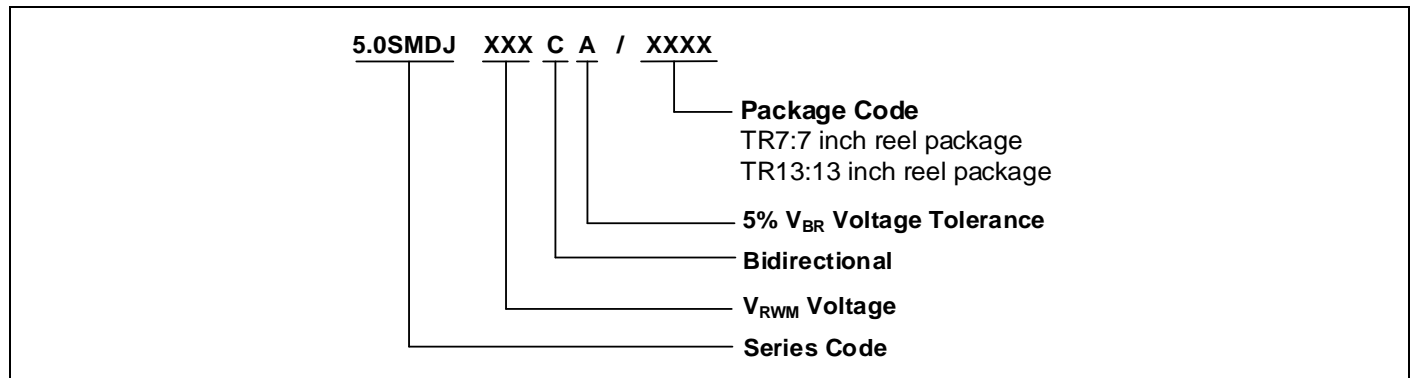 5.0SMDJ XXX C A / XXXX
Package Code
TR7:7 inch reel package
TR13:13 inch reel package
5% VBR Voltage Tolerance
Bidirectional
VRWM Voltage
Series Code